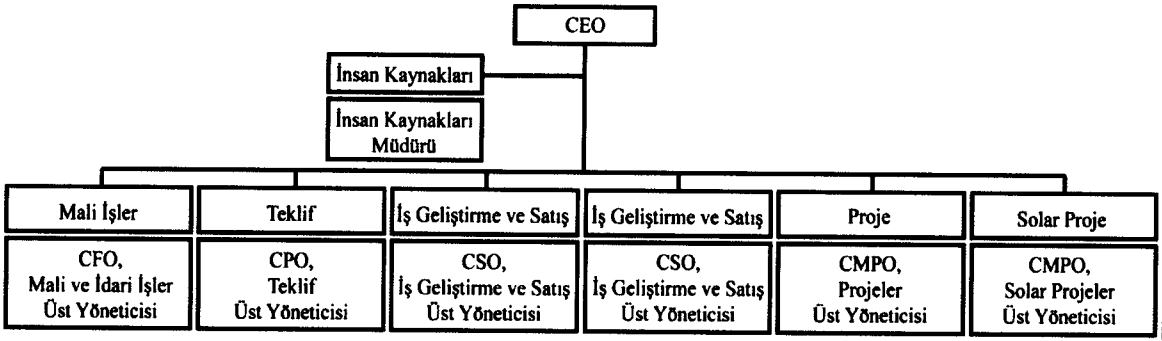 CEO
İnsan Kaynakları
İnsan Kaynakları
Müdürü
Mali İşler
Teklif
İş Geliştirme ve Satış
İş Geliştirme ve Satış
Proje
Solar Proje
CFO,
Mali ve İdari İşler
Üst Yöneticisi
CPO,
Teklif
Üst Yöneticisi
CSO,
İş Geliştirme ve Satış
Üst Yöneticisi
CSO,
İş Geliştirme ve Satış
Üst Yöneticisi
CMPO,
Projeler
Üst Yöneticisi
CMPO,
Solar Projeler
Üst Yöneticisi